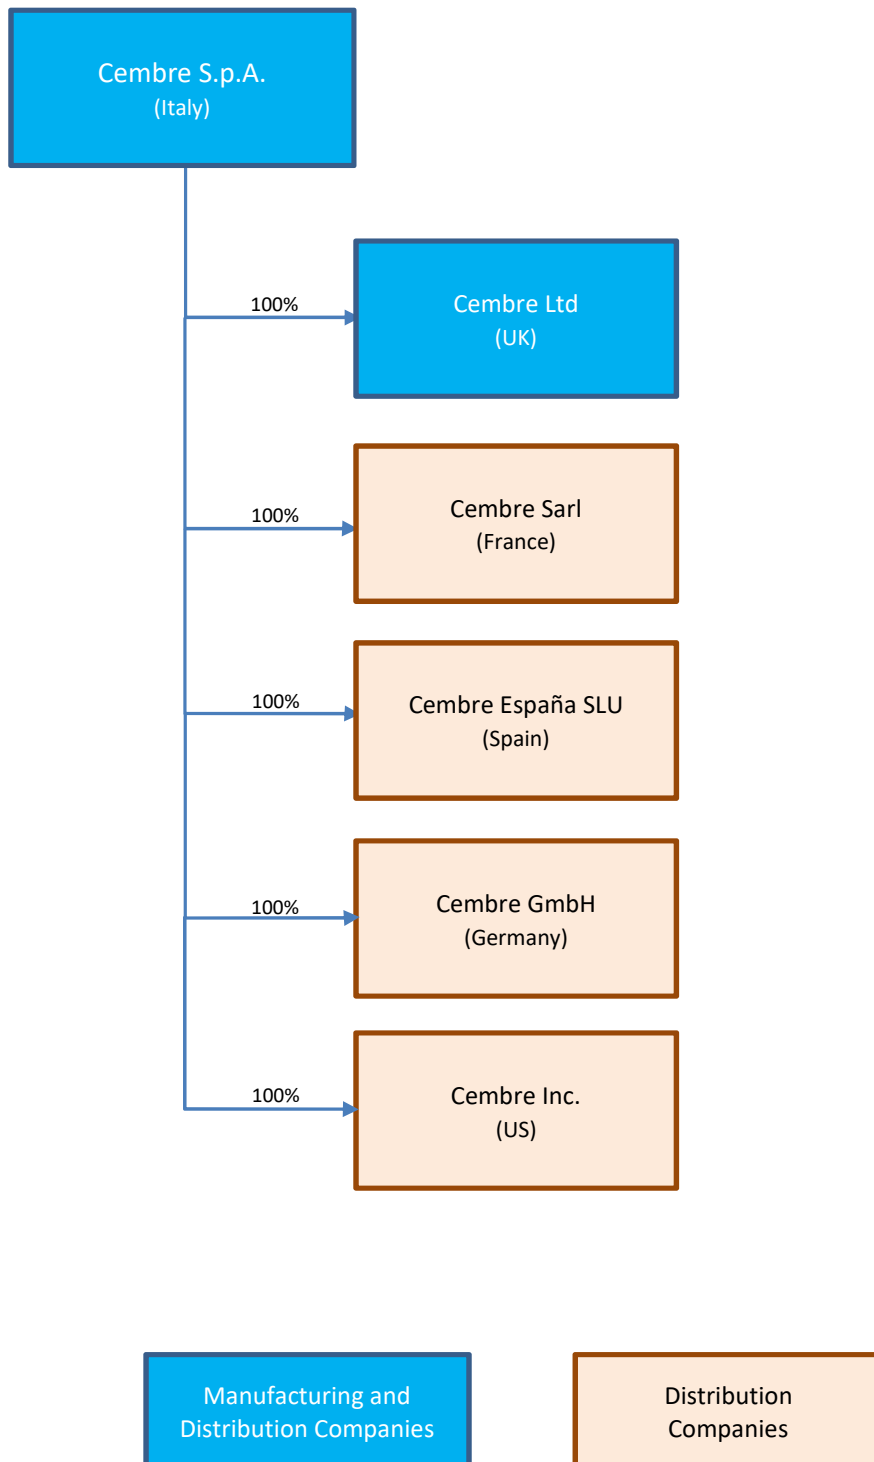 Cembre S.p.A.
(Italy)
100%
Cembre Ltd
(UK)
100%
Cembre Sarl
(France)
100%
Cembre España SLU
(Spain)
100%
Cembre GmbH
(Germany)
100%
Cembre Inc.
(US)
Manufacturing and
Distribution Companies
Distribution
Companies